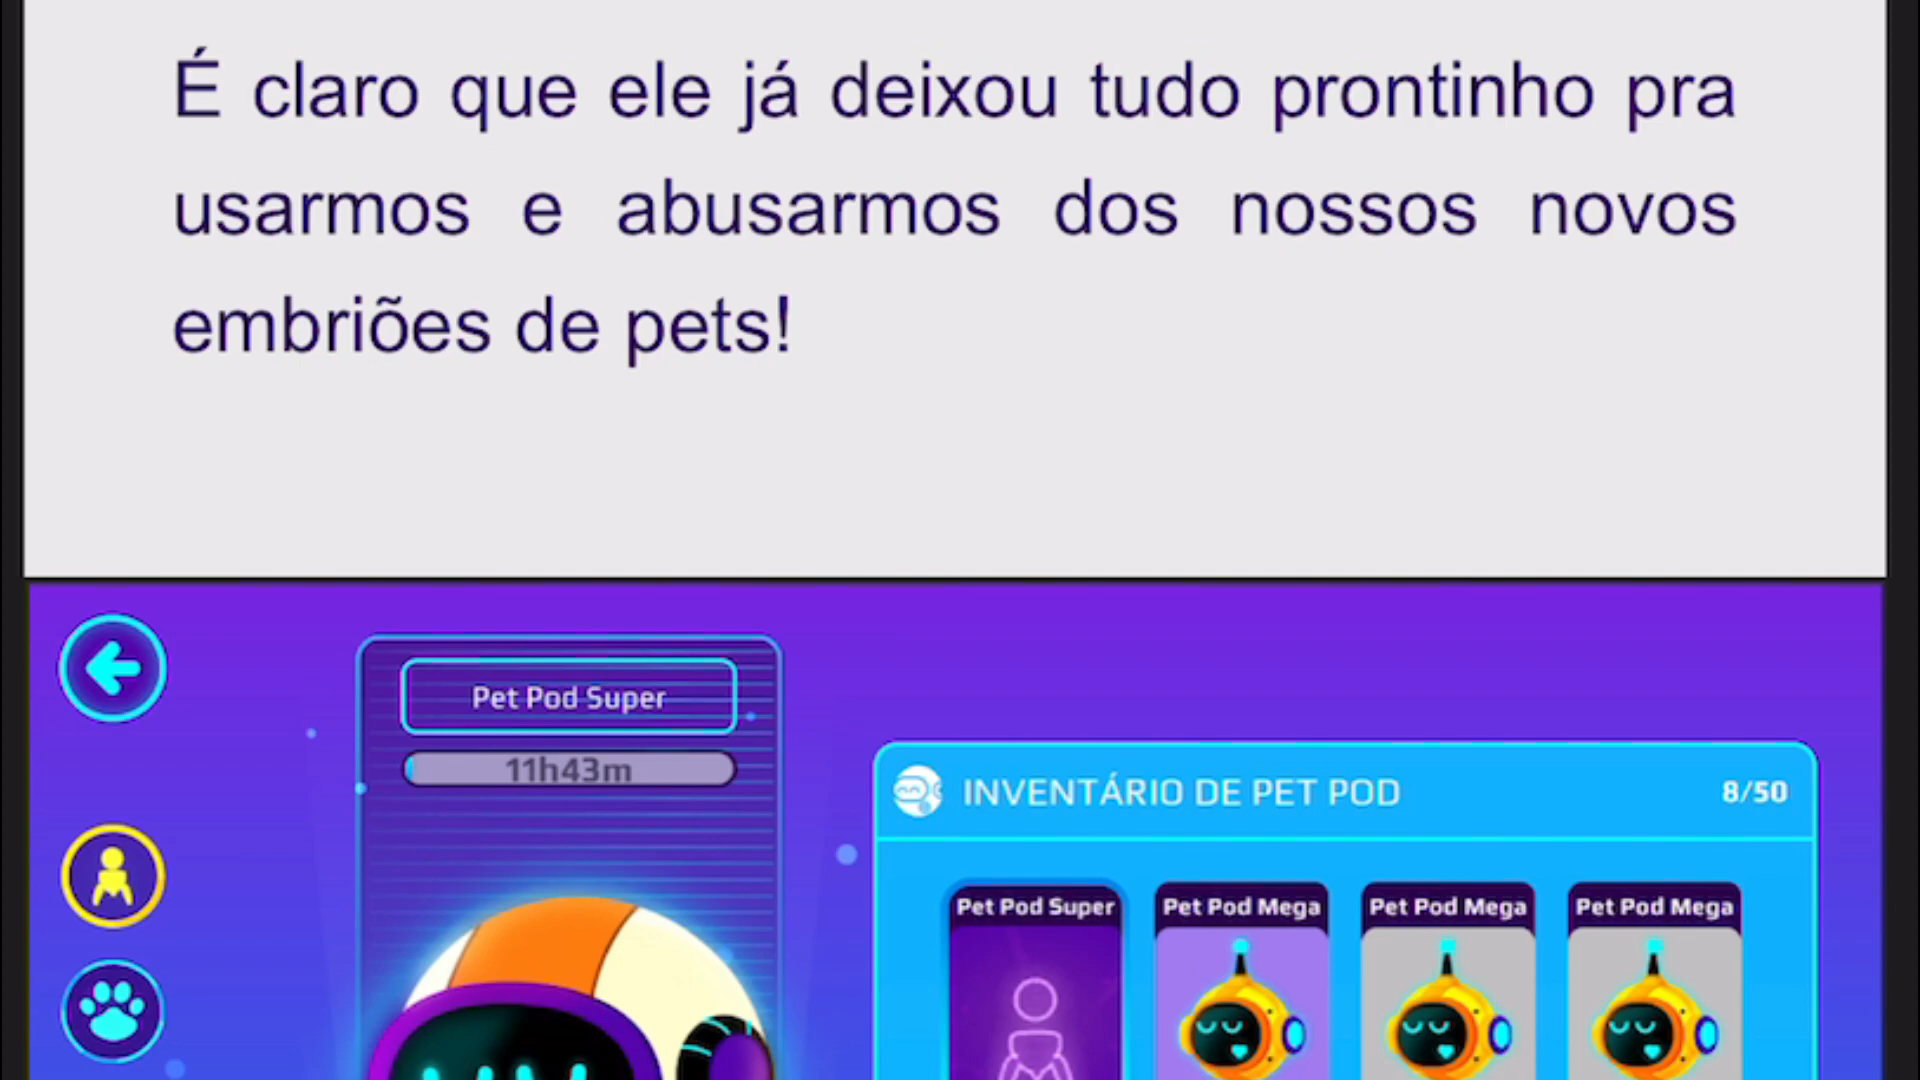 É claro que ele já deixou tudo prontinho pra
usarmos e abusarmos dos nossos novos
embriões de pets!
Pet Pod Super
11h43m
INVENTÁRIO DE PET POD 8/50
Pet Pod Super Pet Pod Mega Pet Pod Mega Pet Pod Mega